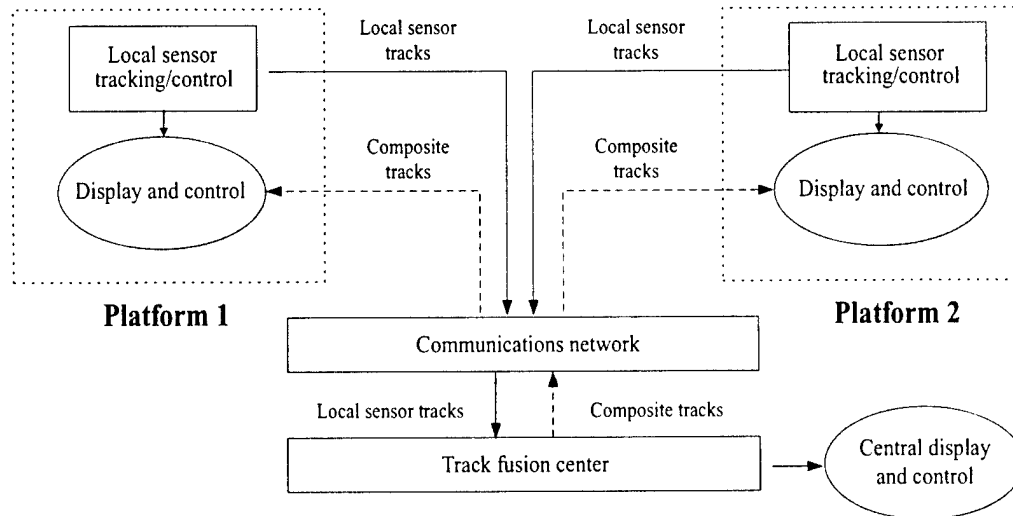 Local sensor
tracking/control
Display and control
Platform 1
Local sensor
tracks
Composite
tracks
Local sensor
tracks
Composite
tracks
Local sensor
tracking/control
Display and control
Platform 2
Communications network
Local sensor tracks
Composite tracks
Track fusion center
Central display
and control